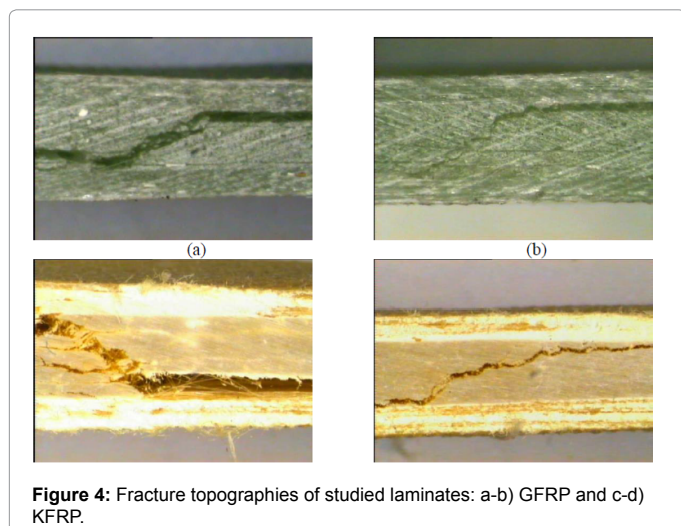 (a)
(b)
Figure 4: Fracture topographies of studied laminates: a-b) GFRP and c-d)
KFRP.